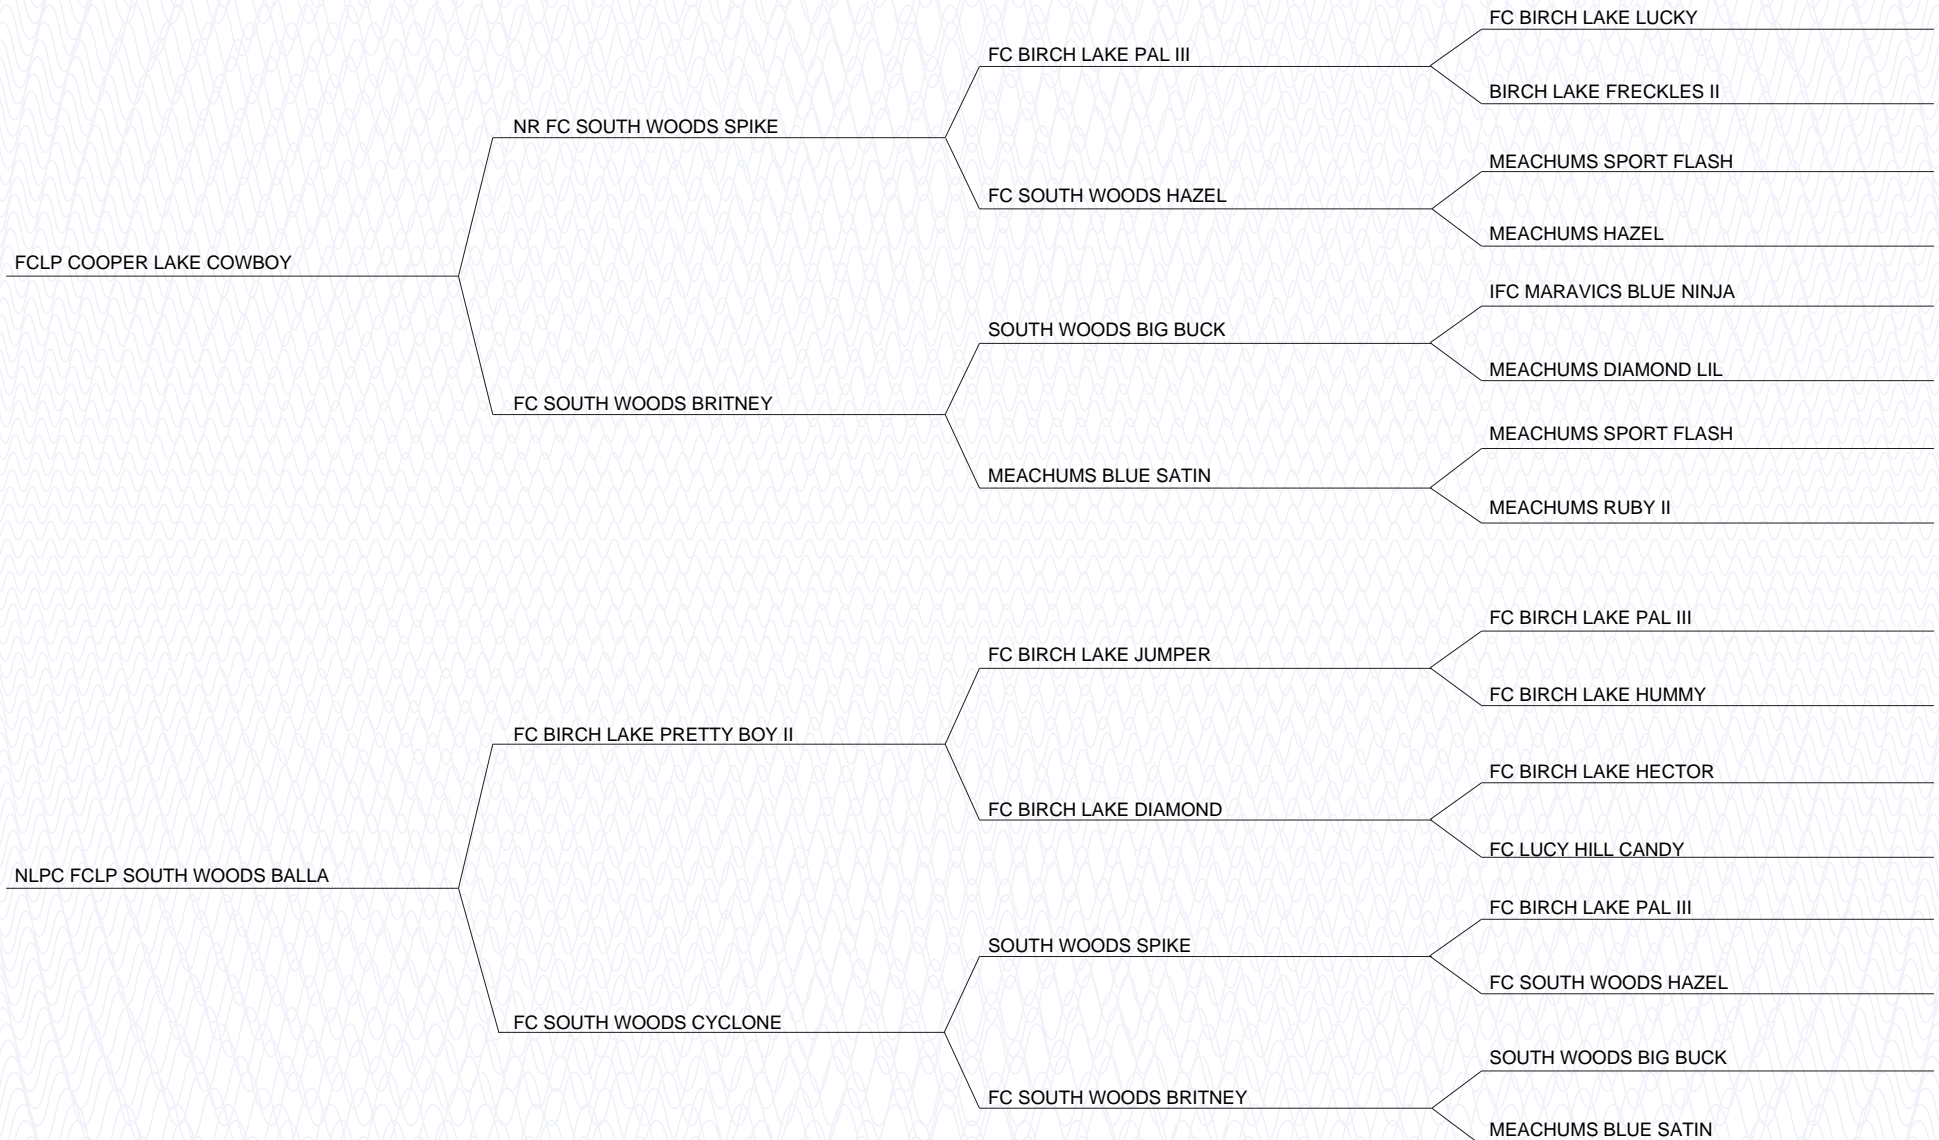 FC BIRCH LAKE LUCKY
FC BIRCH LAKE PAL III
BIRCH LAKE FRECKLES II
NR FC SOUTH WOODS SPIKE
MEACHUMS SPORT FLASH
FC SOUTH WOODS HAZEL
MEACHUMS HAZEL
FCLP COOPER LAKE COWBOY
IFC MARAVICS BLUE NINJA
SOUTH WOODS BIG BUCK
MEACHUMS DIAMOND LIL
FC SOUTH WOODS BRITNEY
MEACHUMS SPORT FLASH
MEACHUMS BLUE SATIN
MEACHUMS RUBY II
FC BIRCH LAKE PAL III
FC BIRCH LAKE JUMPER
FC BIRCH LAKE HUMMY
FC BIRCH LAKE PRETTY BOY II
FC BIRCH LAKE HECTOR
FC BIRCH LAKE DIAMOND
FC LUCY HILL CANDY
NLPC FCLP SOUTH WOODS BALLA
FC BIRCH LAKE PAL III
SOUTH WOODS SPIKE
FC SOUTH WOODS HAZEL
FC SOUTH WOODS CYCLONE
SOUTH WOODS BIG BUCK
FC SOUTH WOODS BRITNEY
MEACHUMS BLUE SATIN